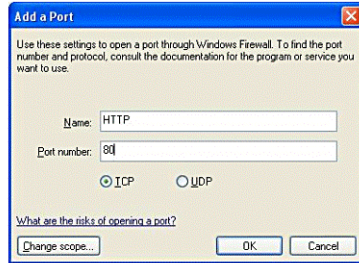 Add a Port
Use these settings to open a port through Windows Firewall. To find the port
number and protocol, consult the documentation for the program or service you
want to use.
Name: HTTP
Port number: 80
TCP UDP
What are the risks of opening a port?
Change scope... OK Cancel